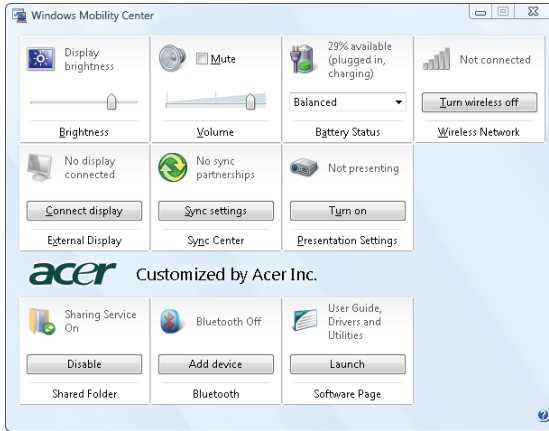 Windows Mobility Center
Display
brightness
Brightness
Mute
Volume
29% available
(plugged in,
charging)
Balanced
Battery Status
Not connected
Turn wireless off
Wireless Network
No display
connected
Connect display
External Display
No sync
partnerships
Sync settings
Sync Center
Not presenting
Turn on
Presentation Settings
acer Customized by Acer Inc.
Sharing Service
On
Disable
Shared Folder
Bluetooth Off
Add device
Bluetooth
User Guide,
Drivers and
Utilities
Launch
Software Page